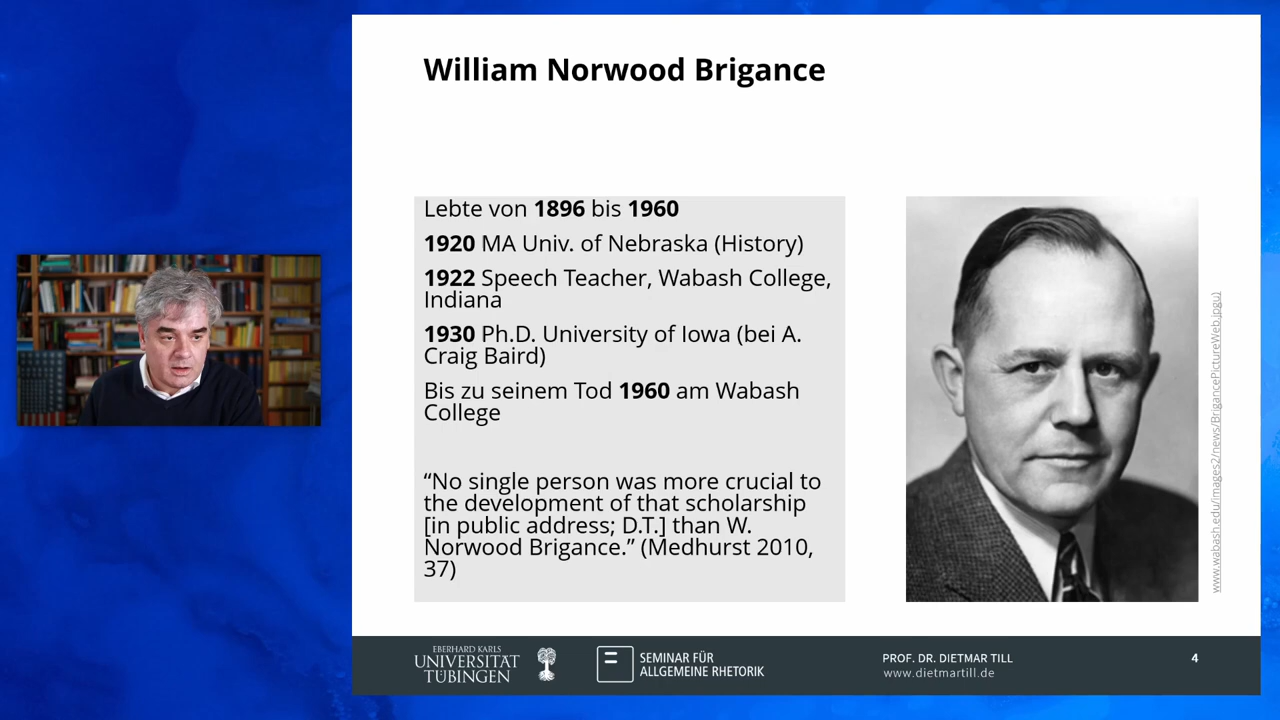 William Norwood Brigance
Lebte von 1896 bis 1960
1920 MA Univ. of Nebraska (History)
1922 Speech Teacher, Wabash College,
Indiana
1930 Ph.D. University of Iowa (bei A.
Craig Baird)
Bis zu seinem Tod 1960 am Wabash
College
“No single person was more crucial to
the development of that scholarship
[in public address; D.T.] than W.
Norwood Brigance.” (Medhurst 2010,
37)
www.wabash.edu/images2/news/BrigancePictureWeb.jpgu)
EBERHARD KARLS
UNIVERSITÄT
TÜBINGEN
SEMINAR FÜR
ALLGEMEINE RHETORIK
PROF. DR. DIETMAR TILL
www.dietmartill.de
4